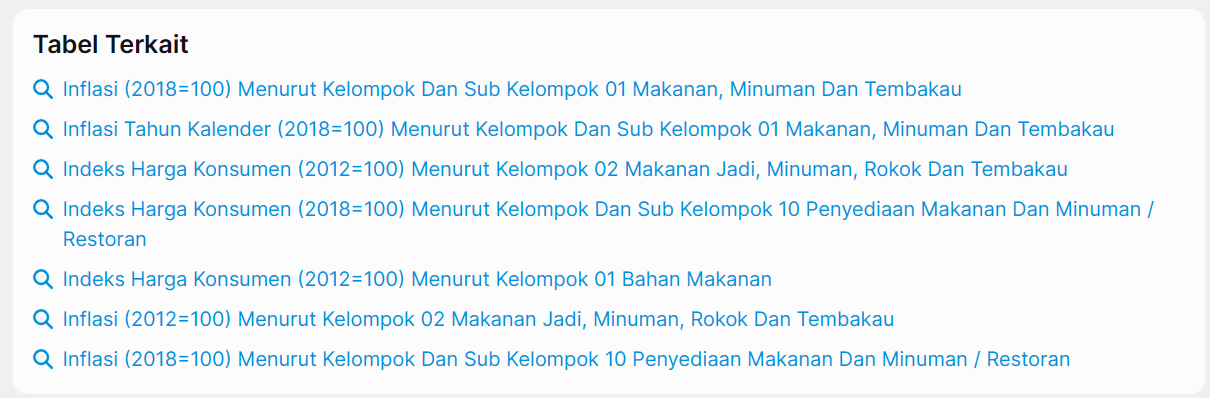 Tabel Terkait
Inflasi (2018=100) Menurut Kelompok Dan Sub Kelompok 01 Makanan, Minuman Dan Tembakau
Inflasi Tahun Kalender (2018=100) Menurut Kelompok Dan Sub Kelompok 01 Makanan, Minuman Dan Tembakau
Indeks Harga Konsumen (2012=100) Menurut Kelompok 02 Makanan Jadi, Minuman, Rokok Dan Tembakau
Indeks Harga Konsumen (2018=100) Menurut Kelompok Dan Sub Kelompok 10 Penyediaan Makanan Dan Minuman /
Restoran
Indeks Harga Konsumen (2012=100) Menurut Kelompok 01 Bahan Makanan
Inflasi (2012=100) Menurut Kelompok 02 Makanan Jadi, Minuman, Rokok Dan Tembakau
Inflasi (2018=100) Menurut Kelompok Dan Sub Kelompok 10 Penyediaan Makanan Dan Minuman / Restoran